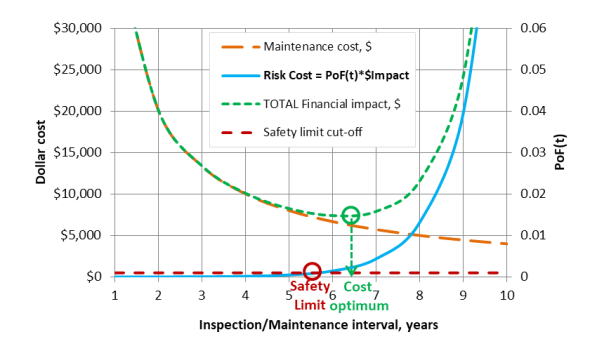 $30,000
$25,000
$20,000
$15,000
$10,000
$5,000
$0
Dollar cost
Maintenance cost, $
Risk Cost = PoF(t)*$Impact
TOTAL Financial impact, $
Safety limit cut-off
0.06
0.05
0.04
0.03
0.02
0.01
0
PoF(t)
1 2 3 4 5 6 7 8 9 10
Safety
Limit
Cost
optimum
Inspection/Maintenance interval, years